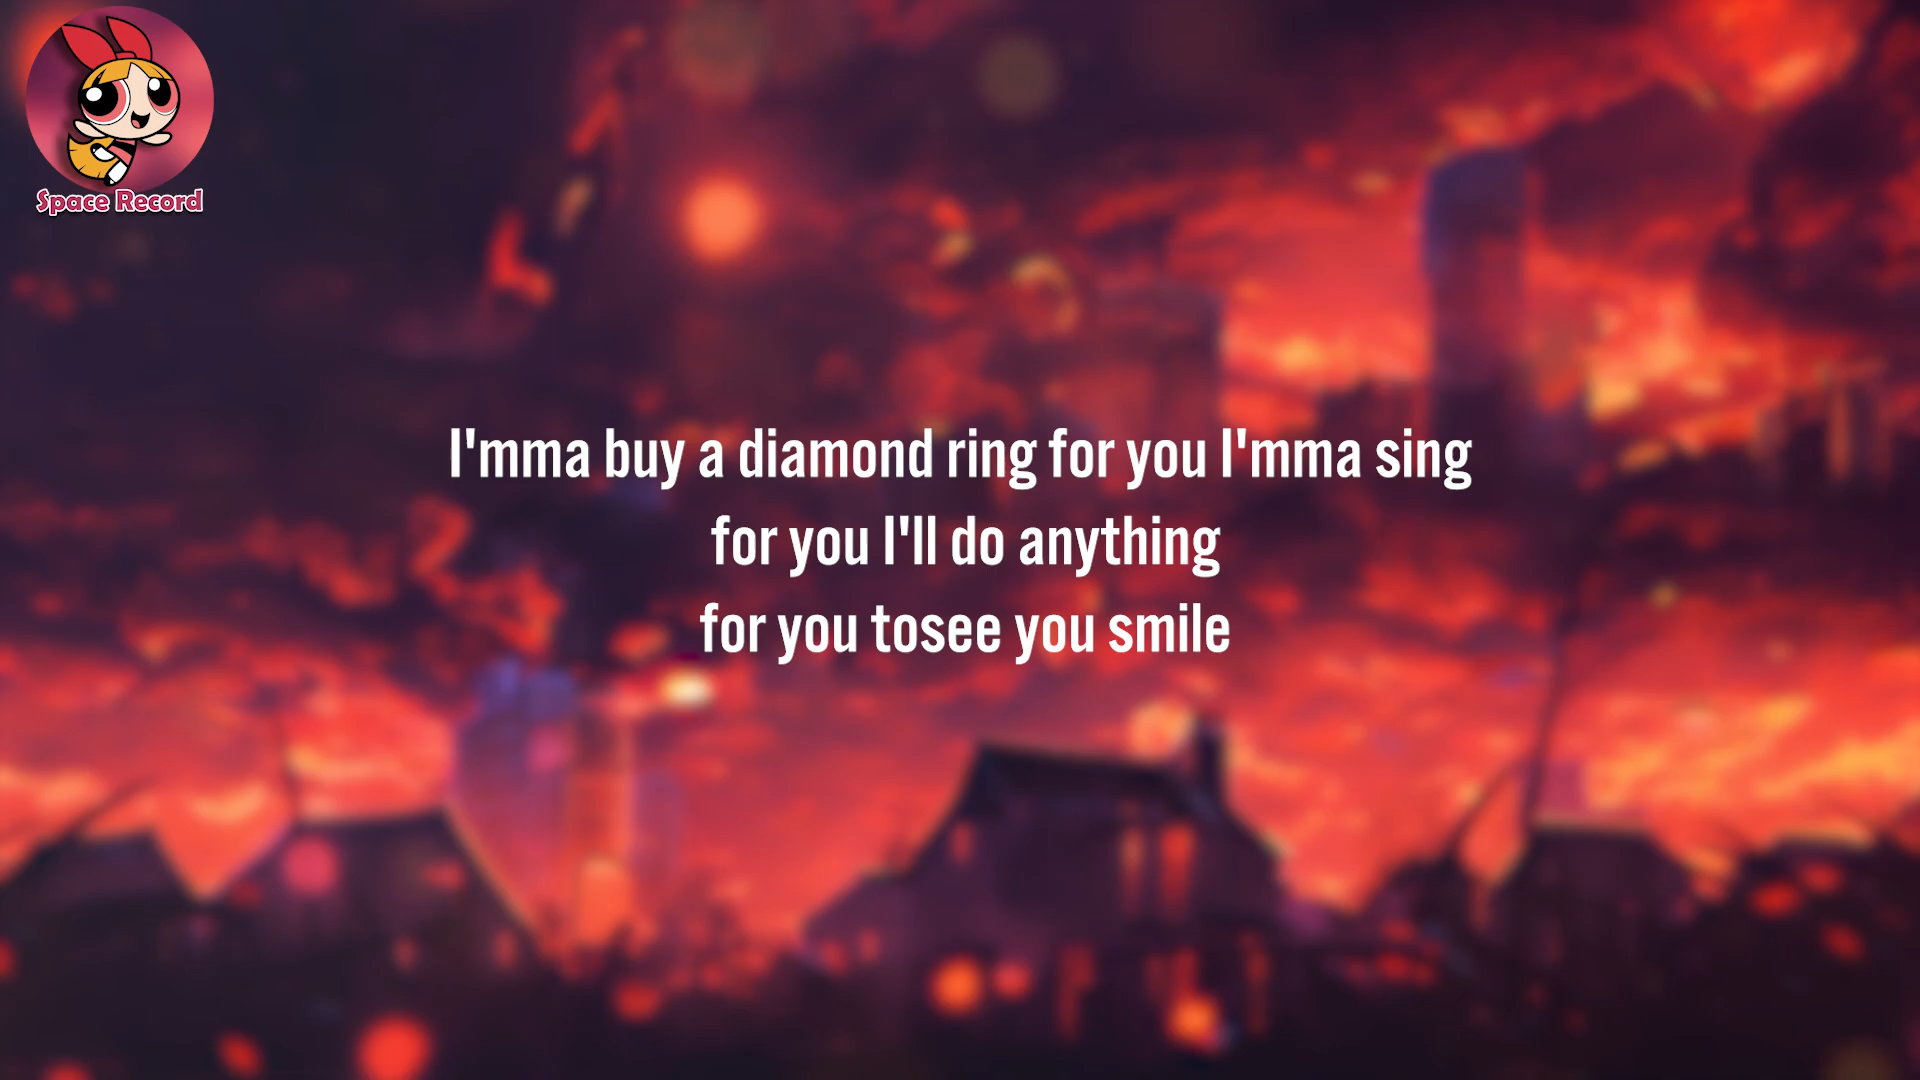 Space Record
I'mma buy a diamond ring for you I'mma sing
for you I'll do anything
for you tosee you smile